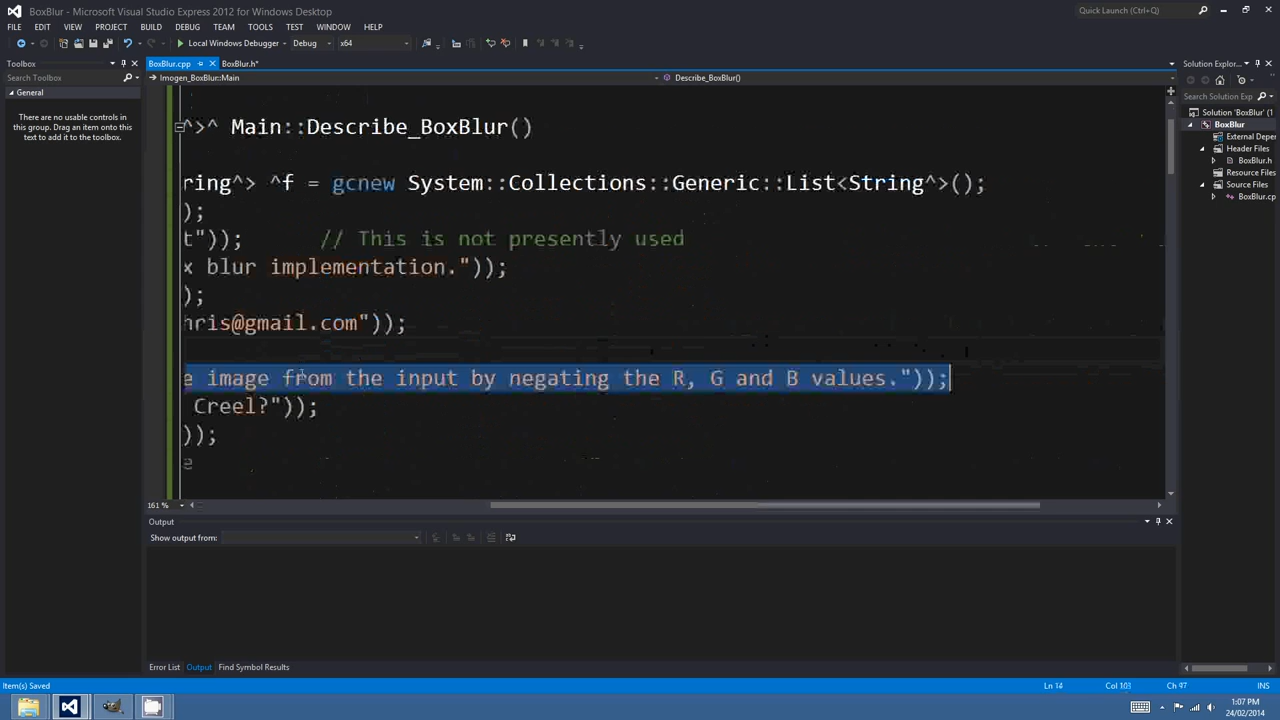 BoxBlur - Microsoft Visual Studio Express 2012 for Windows Desktop
Quick Launch (Ctrl+Q)
FILE EDIT VIEW PROJECT BUILD DEBUG TEAM TOOLS TEST WINDOW HELP
Local Windows Debugger Debug x64
Toolbox
BoxBlur.cpp BoxBlur.h*
Solution Explor...
Search Toolbox
Imogen_BoxBlur::Main
Describe_BoxBlur()
General
There are no usable controls in
this group. Drag an item onto this
text to add it to the toolbox.
Search Solution Exp
Solution 'BoxBlur' (1
BoxBlur
External Depe
Header Files
BoxBlur.h
Resource Files
Source Files
BoxBlur.cp
^>^ Main::Describe_BoxBlur()
ring^> ^f = gcnew System::Collections::Generic::List<String^>();
);
t")); // This is not presently used
x blur implementation."));
);
hris@gmail.com"));
e image from the input by negating the R, G and B values."));
Creel?"));
));
e
161 %
Output
Show output from:
Error List Output Find Symbol Results
Item(s) Saved
Ln 14 Col 103 Ch 97 INS
1:07 PM
24/02/2014